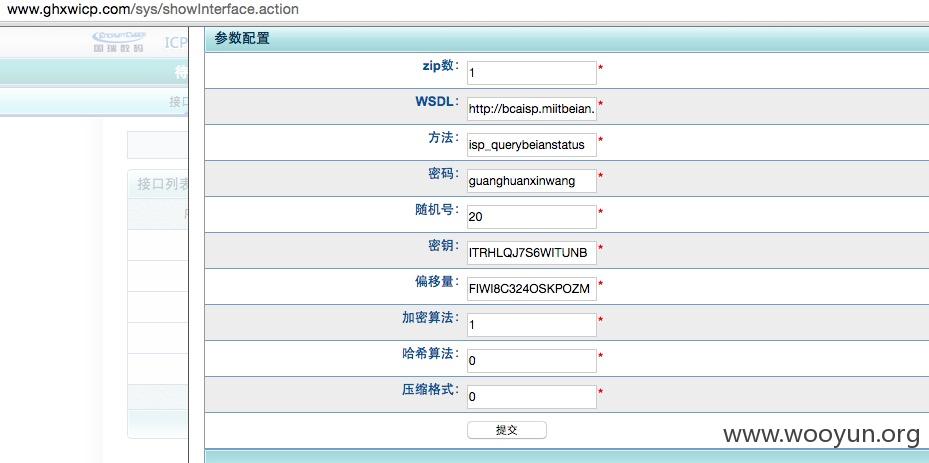 www.ghxwicp.com/sys/showInterface.action
国瑞数码 ICP
待
接口
接口列表
参数配置
zip数： 1 *
WSDL： http://bcaisp.miitbeian. *
方法： isp_querybeianstatus *
密码： guanghuanxinwang *
随机号： 20 *
密钥： ITRHLQJ7S6WITUNB *
偏移量： FIWI8C324OSKPOZM *
加密算法： 1 *
哈希算法： 0 *
压缩格式： 0 *
提交
www.wooyun.org